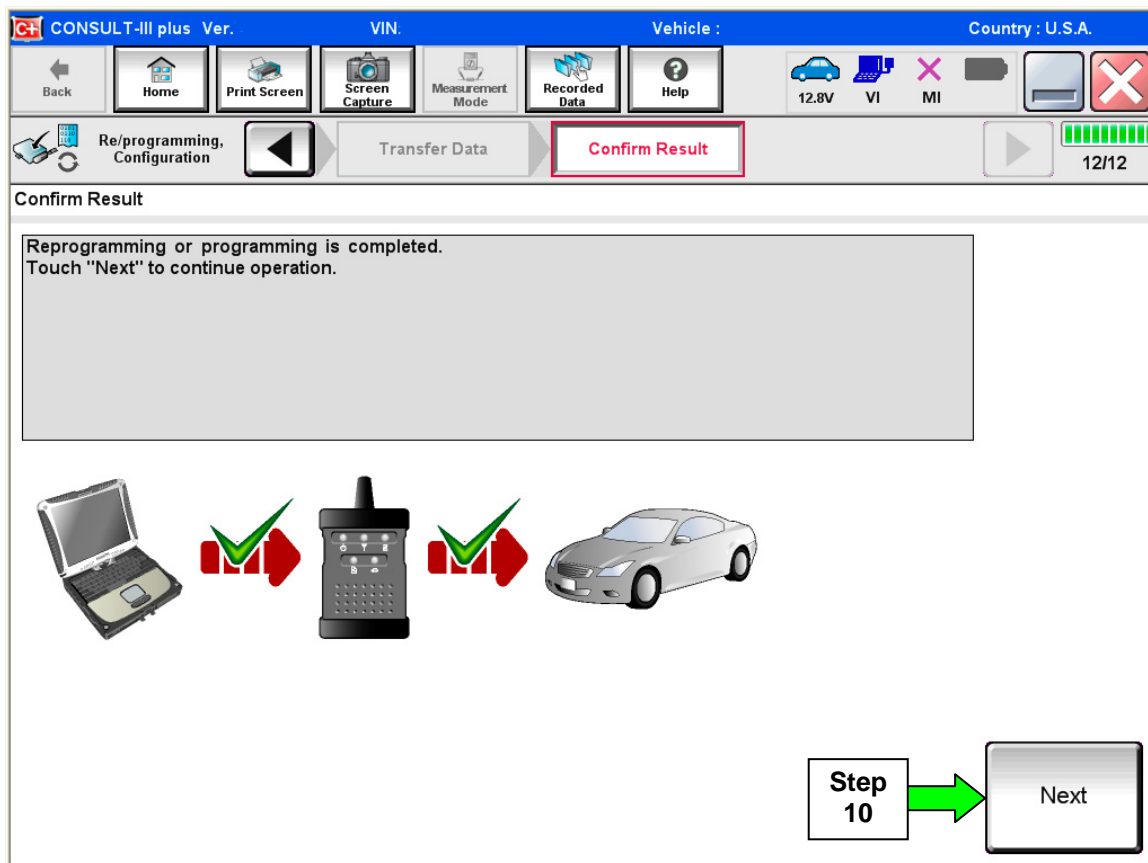 C+ CONSULT-III plus Ver. VIN: Vehicle : Country : U.S.A.
Back
Home
Print Screen
Screen
Capture
Measurement
Mode
Recorded
Data
Help
12.8V
VI
MI
Re/programming,
Configuration
Transfer Data
Confirm Result
12/12
Confirm Result
Reprogramming or programming is completed.
Touch "Next" to continue operation.
Step
10
Next